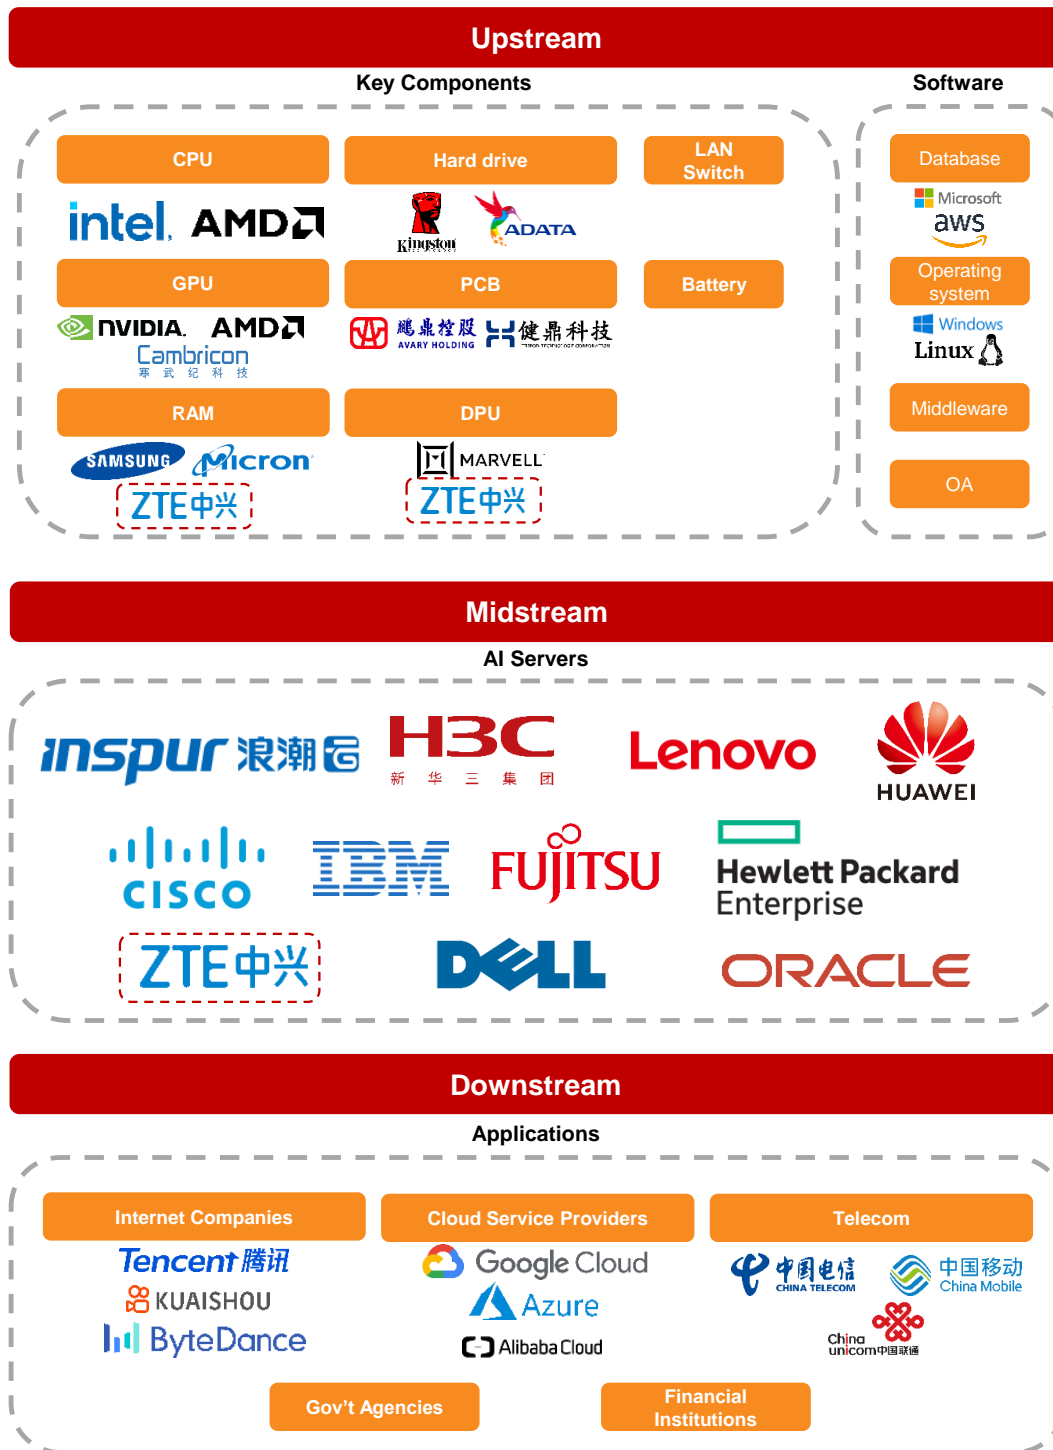 Upstream
Key Components
Software
CPU
Hard drive
LAN
Switch
Database
intel.
AMD
Kingston
ADATA
Microsoft
aws
GPU
PCB
Battery
Operating
system
NVIDIA.
AMD
Cambricon
寒武纪科技
鵬鼎控股
AVARY HOLDING
健鼎科技
TRIPOD TECHNOLOGY CORPORATION
Windows
Linux
RAM
DPU
Middleware
SAMSUNG
Micron
MARVELL
ZTE中兴
ZTE中兴
OA
Midstream
AI Servers
inspur 浪潮
H3C
新华三集团
Lenovo
HUAWEI
CISCO
IBM
FUJITSU
Hewlett Packard
Enterprise
ZTE中兴
DELL
ORACLE
Downstream
Applications
Internet Companies
Cloud Service Providers
Telecom
Tencent 腾讯
KUAISHOU
ByteDance
Google Cloud
Azure
Alibaba Cloud
中国电信
CHINA TELECOM
中国移动
China Mobile
China
unicom中国联通
Gov't Agencies
Financial
Institutions